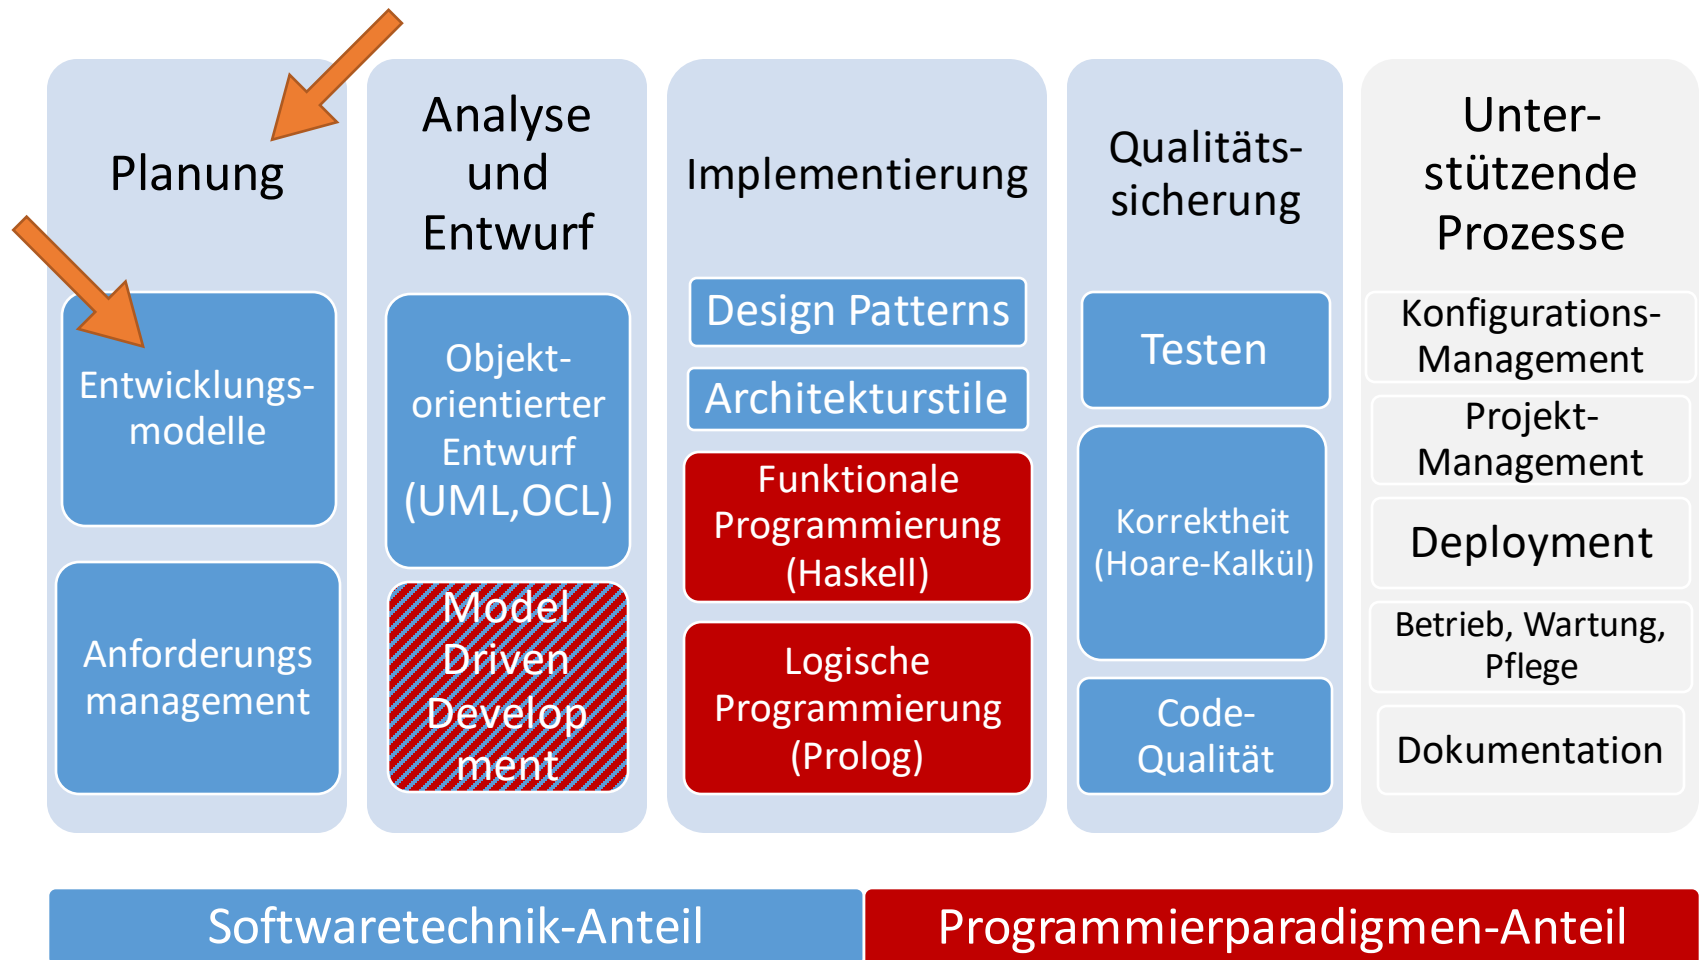 Planung
Entwicklungs-
modelle
Anforderungs
management
Analyse
und
Entwurf
Objekt-
orientierter
Entwurf
(UML,OCL)
Model
Driven
Develop
ment
Implementierung
Design Patterns
Architekturstile
Funktionale
Programmierung
(Haskell)
Logische
Programmierung
(Prolog)
Qualitäts-
sicherung
Testen
Korrektheit
(Hoare-Kalkül)
Code-
Qualität
Unter-
stützende
Prozesse
Konfigurations-
Management
Projekt-
Management
Deployment
Betrieb, Wartung,
Pflege
Dokumentation
Softwaretechnik-Anteil
Programmierparadigmen-Anteil